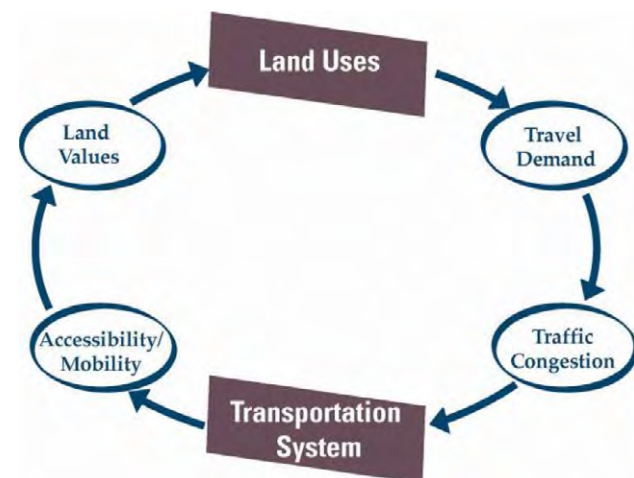 Land Uses
Travel
Demand
Traffic
Congestion
Transportation
System
Accessibility/
Mobility
Land
Values